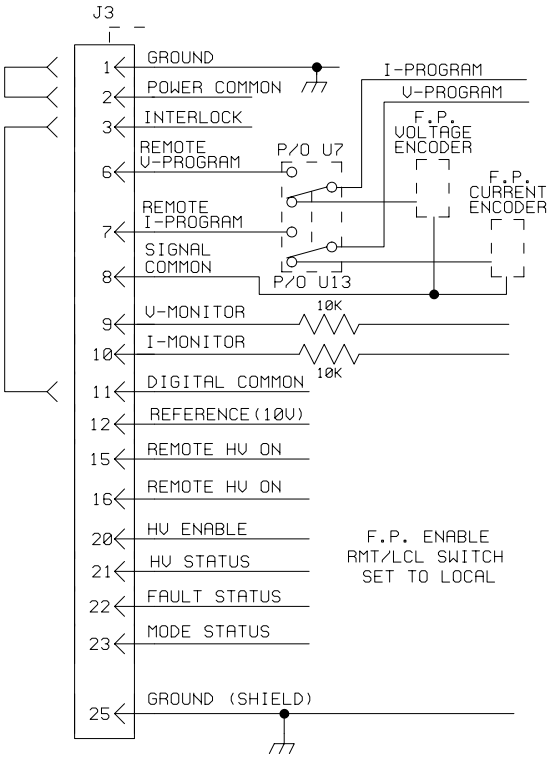 J3
1 GROUND
2 POWER COMMON
3 INTERLOCK
6 REMOTE
V-PROGRAM
7 REMOTE
I-PROGRAM
8 SIGNAL
COMMON
9 V-MONITOR
10 I-MONITOR
11 DIGITAL COMMON
12 REFERENCE(10V)
15 REMOTE HV ON
16 REMOTE HV ON
20 HV ENABLE
21 HV STATUS
22 FAULT STATUS
23 MODE STATUS
25 GROUND (SHIELD)
P/O U7
P/O U13
10K
10K
I-PROGRAM
V-PROGRAM
F.P.
VOLTAGE
ENCODER
F.P.
CURRENT
ENCODER
F.P. ENABLE
RMT/LCL SWITCH
SET TO LOCAL